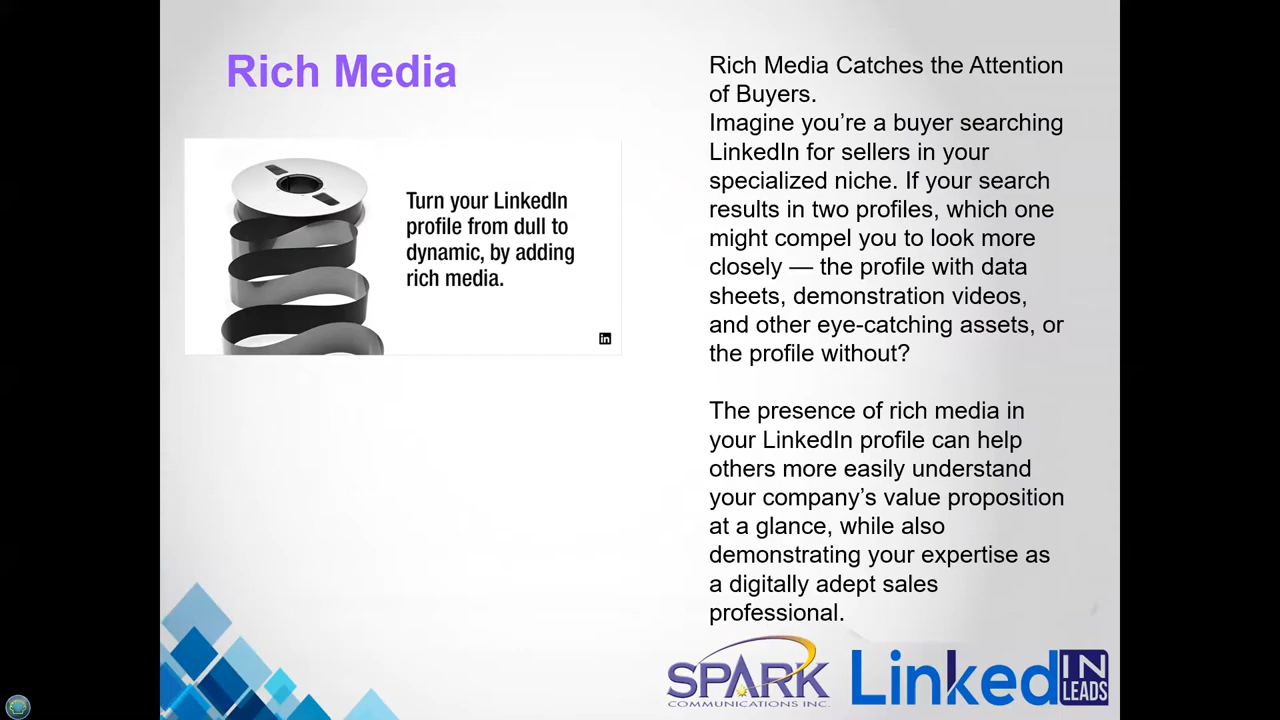 Rich Media
Turn your LinkedIn
profile from dull to
dynamic, by adding
rich media.
in
Rich Media Catches the Attention
of Buyers.
Imagine you’re a buyer searching
LinkedIn for sellers in your
specialized niche. If your search
results in two profiles, which one
might compel you to look more
closely — the profile with data
sheets, demonstration videos,
and other eye-catching assets, or
the profile without?
The presence of rich media in
your LinkedIn profile can help
others more easily understand
your company’s value proposition
at a glance, while also
demonstrating your expertise as
a digitally adept sales
professional.
SPARK
COMMUNICATIONS INC.
Linked IN
LEADS